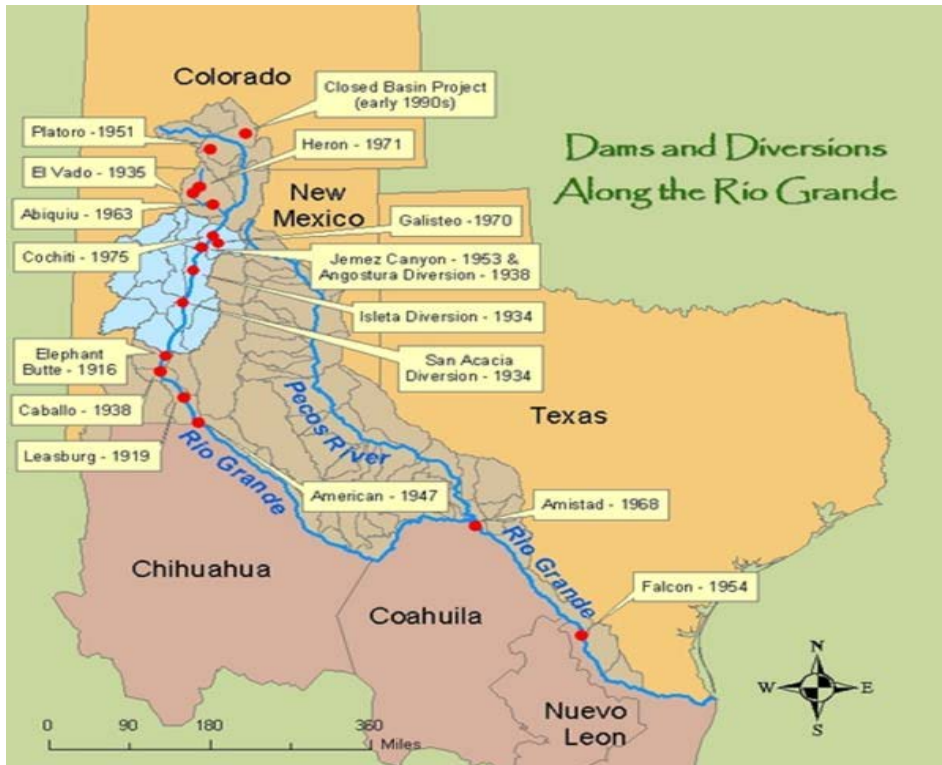 Colorado
Closed Basin Project
(early 1990s)
Platoro - 1951
Heron - 1971
Dams and Diversions
Along the Rio Grande
El Vado - 1935
New
Mexico
Abiquiu - 1963
Galisteo - 1970
Cochiti - 1975
Jemez Canyon - 1953 &
Angostura Diversion - 1938
Isleta Diversion - 1934
Elephant
Butte - 1916
San Acacia
Diversion - 1934
Caballo - 1938
Pecos River
Texas
Leasburg - 1919
Rio Grande
American - 1947
Amistad - 1968
Chihuahua
Rio Grande
Falcon - 1954
Coahuila
N
W
E
S
Nuevo
Leon
0 90 180 360
Miles